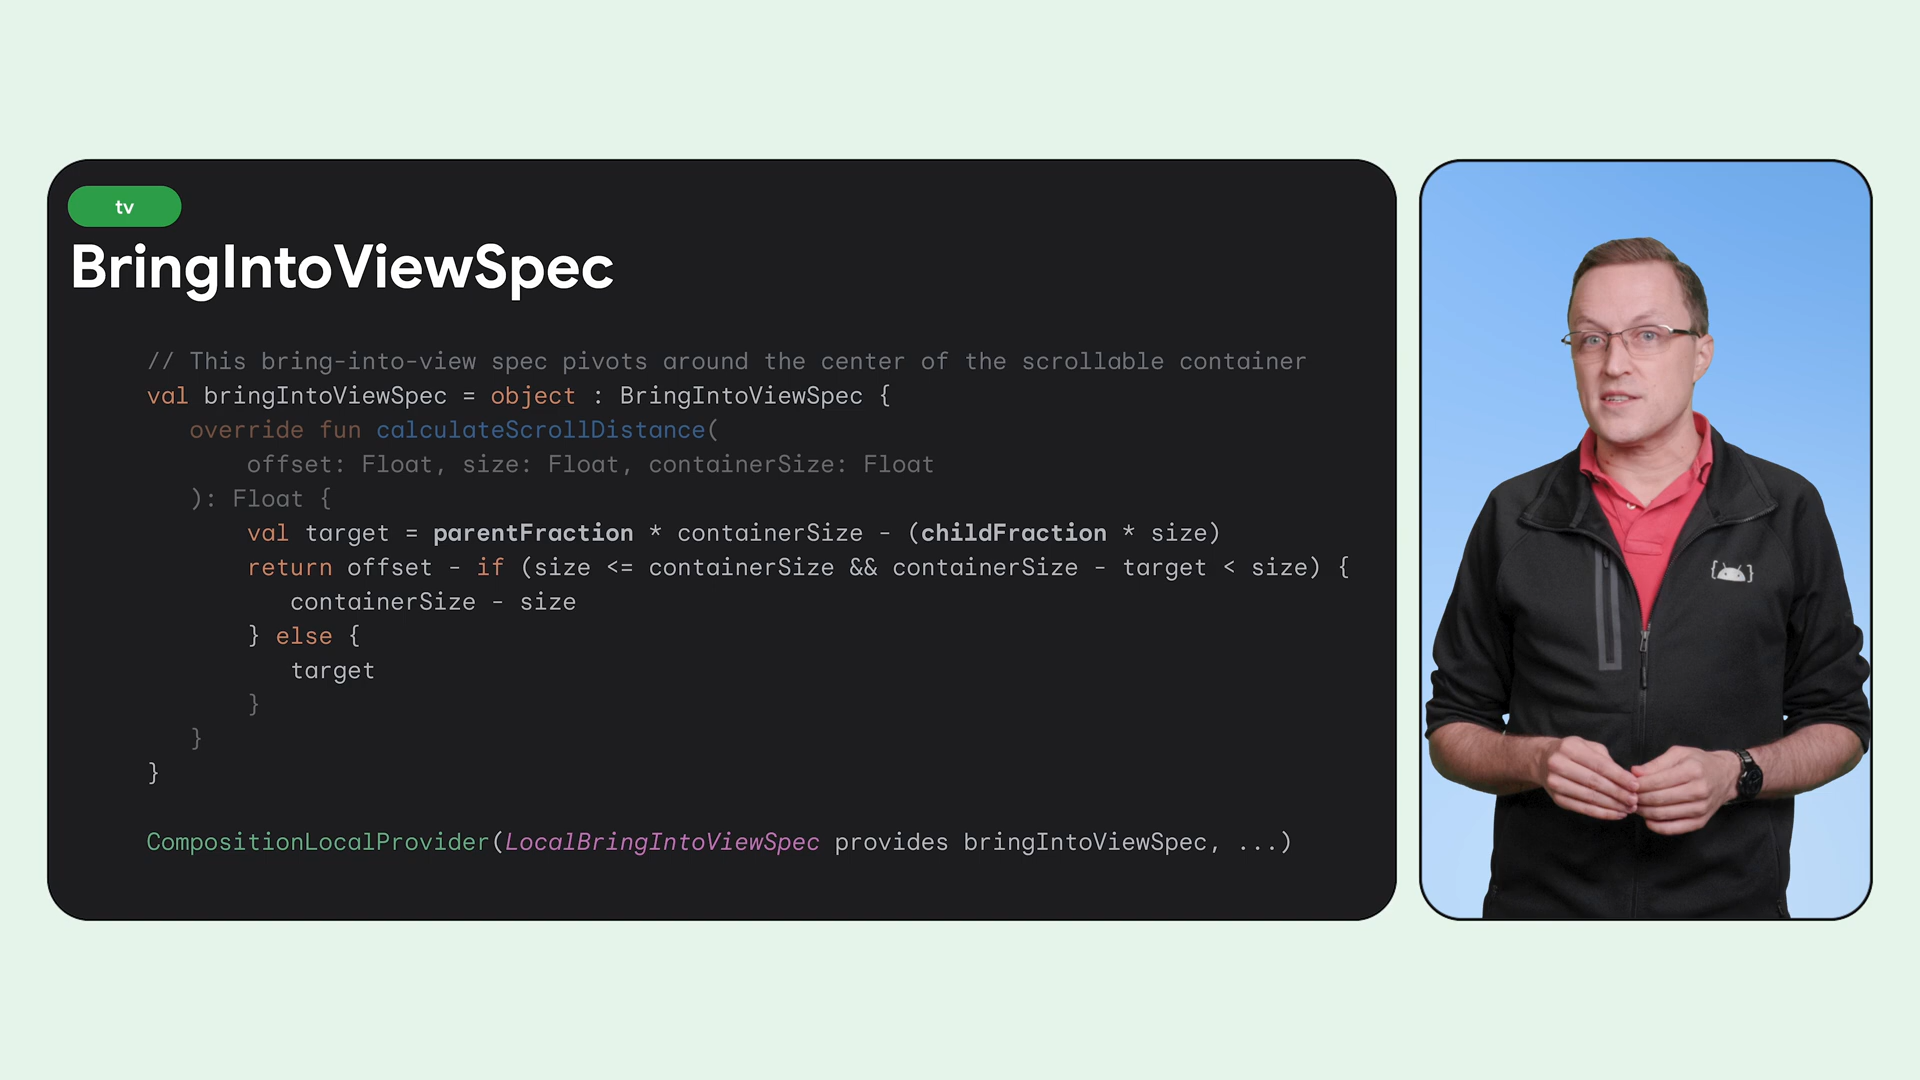 tv
BringIntoViewSpec
// This bring-into-view spec pivots around the center of the scrollable container
val bringIntoViewSpec = object : BringIntoViewSpec {
override fun calculateScrollDistance(
offset: Float, size: Float, containerSize: Float
): Float {
val target = parentFraction * containerSize - (childFraction * size)
return offset - if (size <= containerSize && containerSize - target < size) {
containerSize - size
} else {
target
}
}
}
CompositionLocalProvider(LocalBringIntoViewSpec provides bringIntoViewSpec, ...)